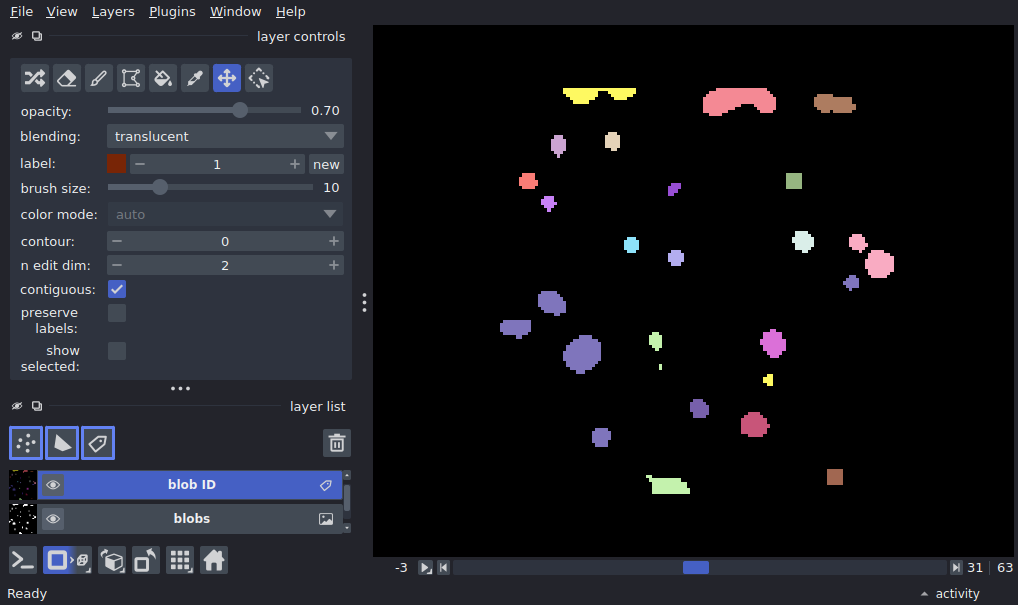 File View Layers Plugins Window Help
layer controls
opacity: 0.70
blending: translucent
label: 1 new
brush size: 10
color mode: auto
contour: 0
n edit dim: 2
contiguous:
preserve
labels:
show
selected:
layer list
blob ID
blobs
-3 31 63
Ready activity